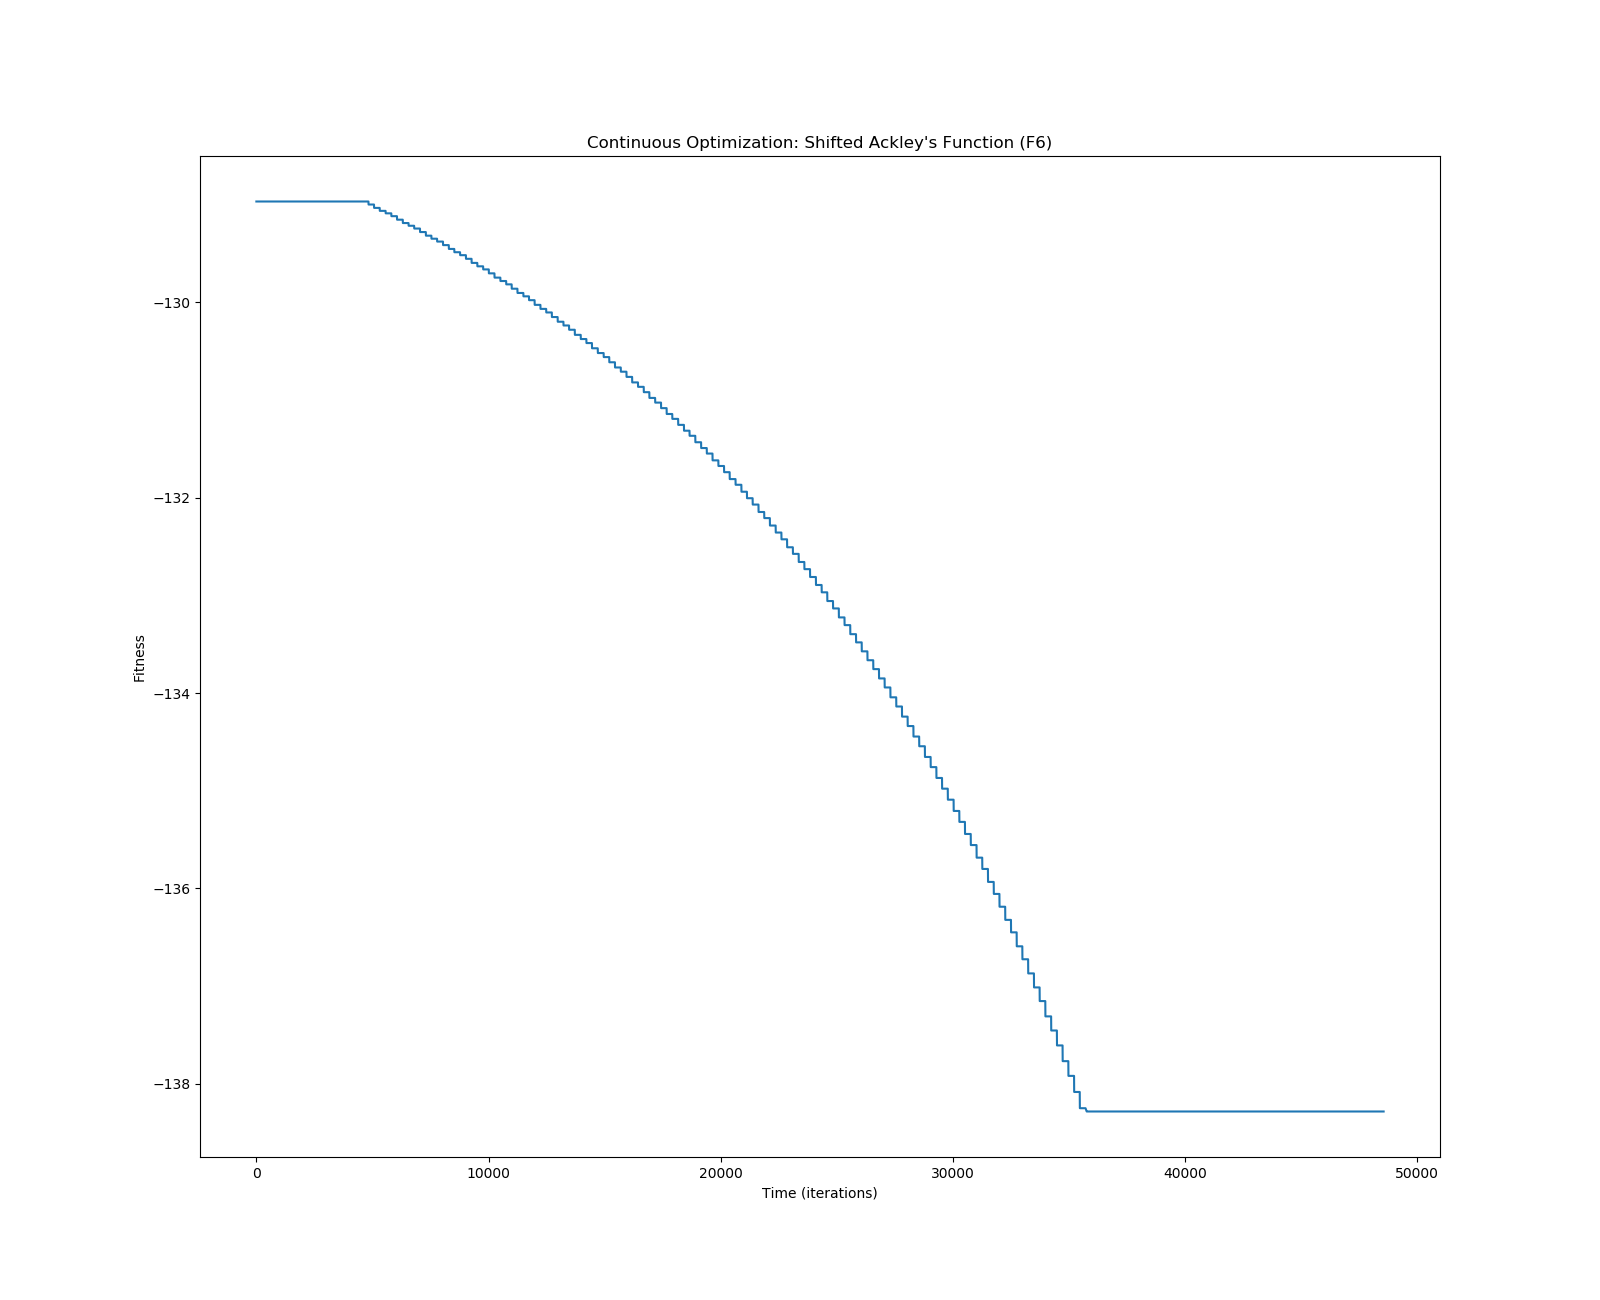 Continuous Optimization: Shifted Ackley's Function (F6)
−130
−132
−134
−136
−138
Fitness
0 10000 20000 30000 40000 50000
Time (iterations)